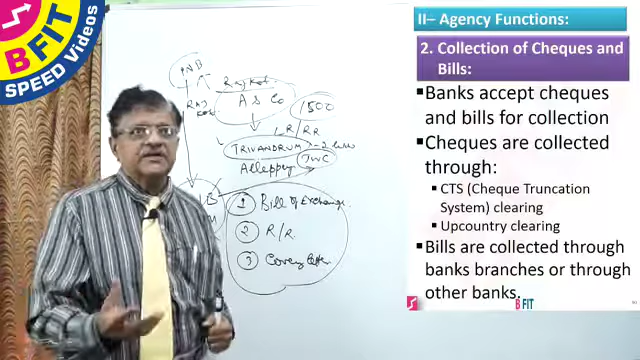 BFIT
SPEED Videos
PNB
Rajkot
RAJ
KOT
A S Co
1500
LR/RR
TRIVANDRUM
Alleppey
TWC
1 Bill of Exchange
2 R/R
3
II– Agency Functions:
2. Collection of Cheques and
Bills:
▪Banks accept cheques
and bills for collection
▪Cheques are collected
through:
▪ CTS (Cheque Truncation
System) clearing
▪ Upcountry clearing
▪Bills are collected through
banks branches or through
other banks.
BFIT